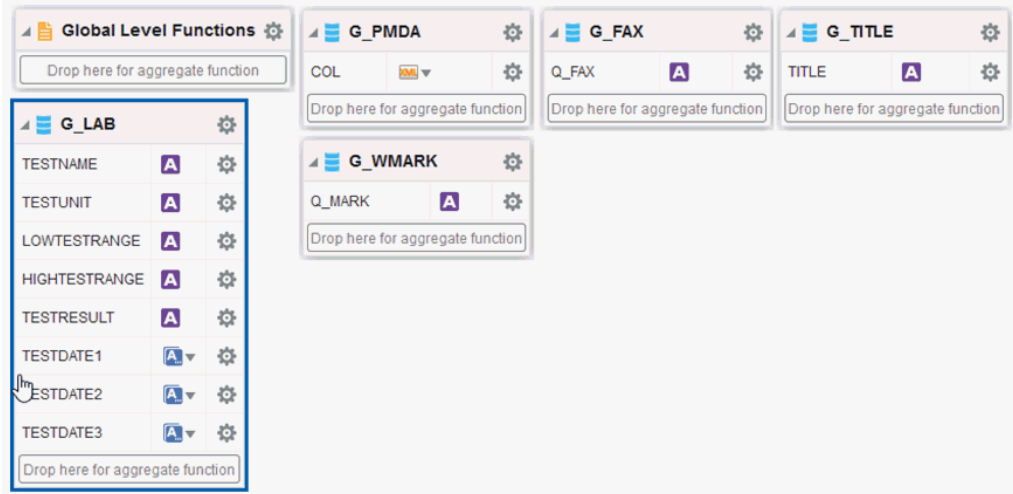 Global Level Functions
Drop here for aggregate function
G_LAB
TESTNAME A
TESTUNIT A
LOWTESTRANGE A
HIGHTESTRANGE A
TESTRESULT A
TESTDATE1 A..
TESTDATE2 A..
TESTDATE3 A..
Drop here for aggregate function
G_PMDA
COL XML
Drop here for aggregate function
G_WMARK
Q_MARK A
Drop here for aggregate function
G_FAX
Q_FAX A
Drop here for aggregate function
G_TITLE
TITLE A
Drop here for aggregate function